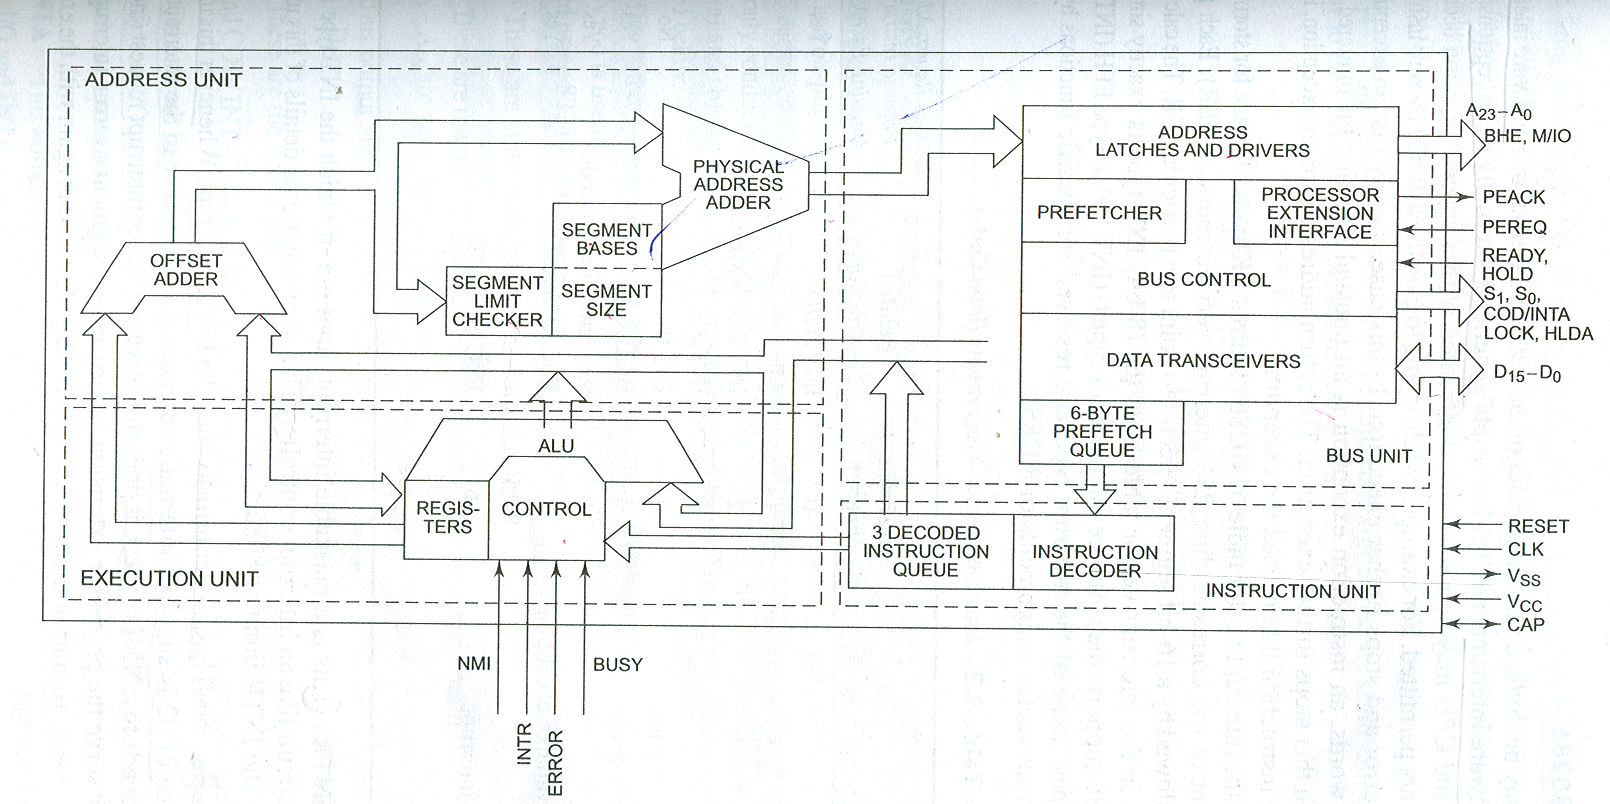 ADDRESS UNIT
OFFSET
ADDER
SEGMENT
LIMIT
CHECKER
SEGMENT
BASES
SEGMENT
SIZE
PHYSICAL
ADDRESS
ADDER
ADDRESS
LATCHES AND DRIVERS
PREFETCHER
PROCESSOR
EXTENSION
INTERFACE
BUS CONTROL
DATA TRANSCEIVERS
6-BYTE
PREFETCH
QUEUE
BUS UNIT
A23–A0
BHE, M/IO
PEACK
PEREQ
READY,
HOLD
S1, S0,
COD/INTA
LOCK, HLDA
D15–D0
ALU
REGIS-
TERS
CONTROL
EXECUTION UNIT
3 DECODED
INSTRUCTION
QUEUE
INSTRUCTION
DECODER
INSTRUCTION UNIT
RESET
CLK
VSS
VCC
CAP
NMI
INTR
ERROR
BUSY